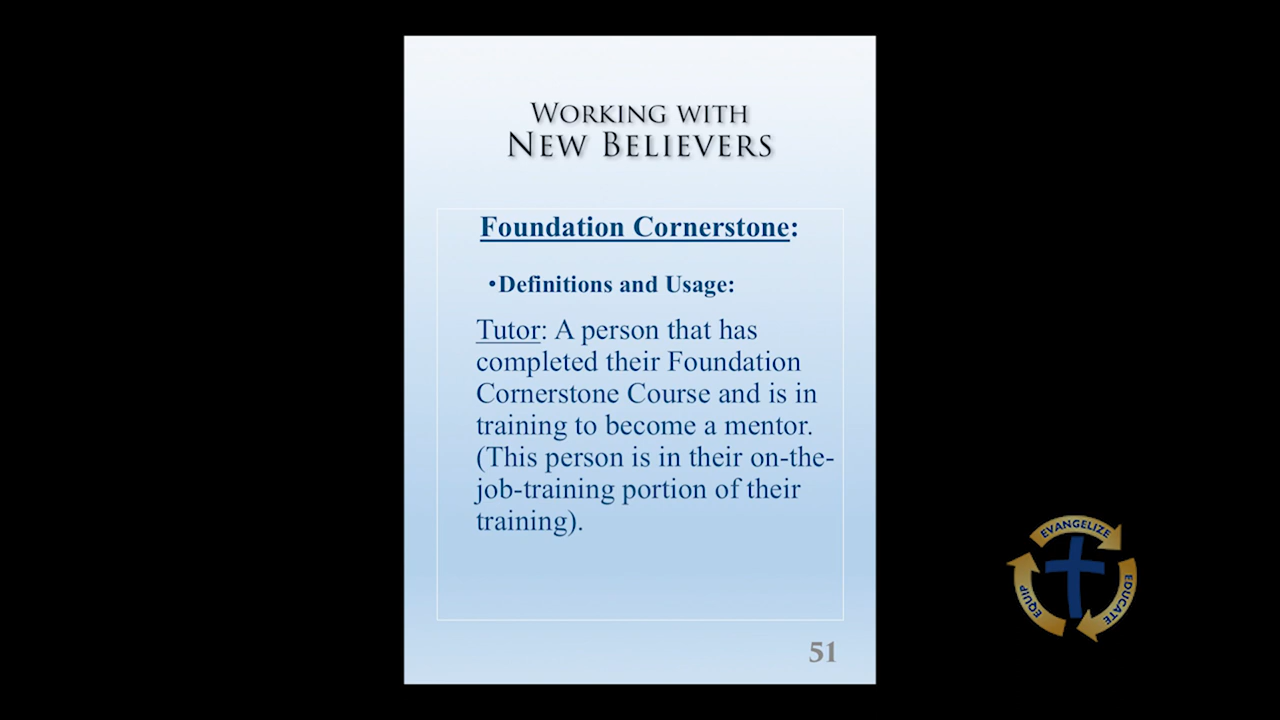 WORKING WITH
NEW BELIEVERS
Foundation Cornerstone:
•Definitions and Usage:
Tutor: A person that has
completed their Foundation
Cornerstone Course and is in
training to become a mentor.
(This person is in their on-the-
job-training portion of their
training).
51
EVANGELIZE
EDUCATE
EQUIP